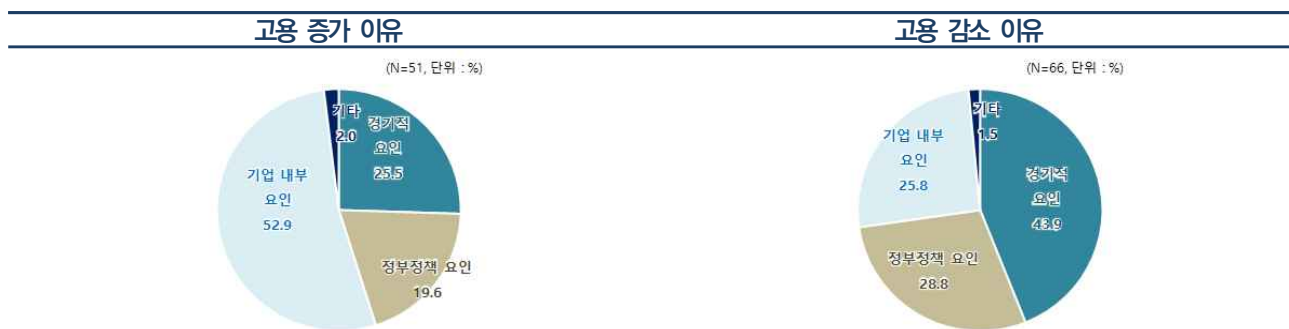 고용 증가 이유
(N=51, 단위 : %)
기타
2.0
경기적
요인
25.5
기업 내부
요인
52.9
정부정책 요인
19.6
고용 감소 이유
(N=66, 단위 : %)
기타
1.5
기업 내부
요인
25.8
경기적
요인
43.9
정부정책 요인
28.8